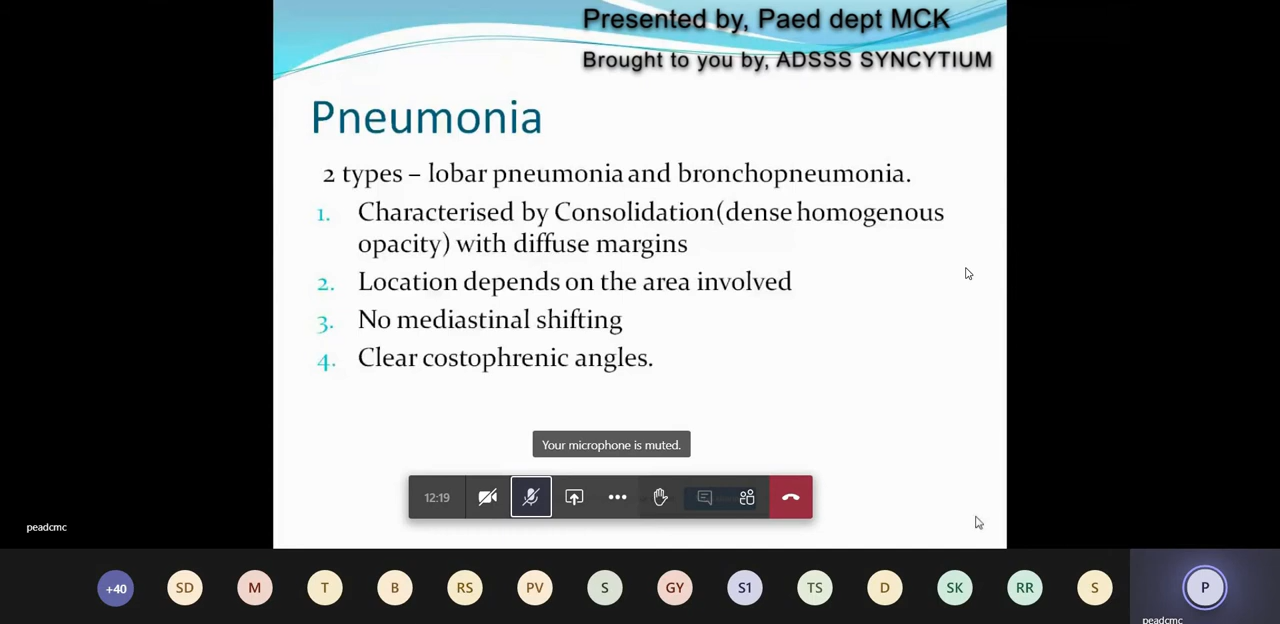 Presented by, Paed dept MCK
Brought to you by, ADSSS SYNCYTIUM
Pneumonia
2 types – lobar pneumonia and bronchopneumonia.
1. Characterised by Consolidation(dense homogenous
opacity) with diffuse margins
2. Location depends on the area involved
3. No mediastinal shifting
4. Clear costophrenic angles.
Your microphone is muted.
12:19
peadcmc
+40 SD M T B RS PV S GY S1 TS D SK RR S P
peadcmc